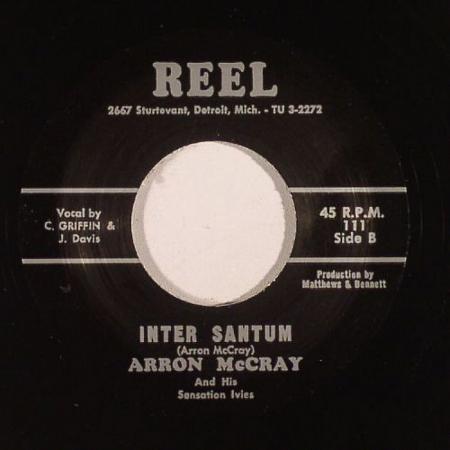 REEL
2667 Sturtevant, Detroit, Mich. - TU 3-2272
Vocal by
C. GRIFFIN &
J. Davis
45 R.P.M.
111
Side B
Production by
Matthews & Bennett
INTER SANTUM
(Arron McCray)
ARRON McCRAY
And His
Sensation Ivies